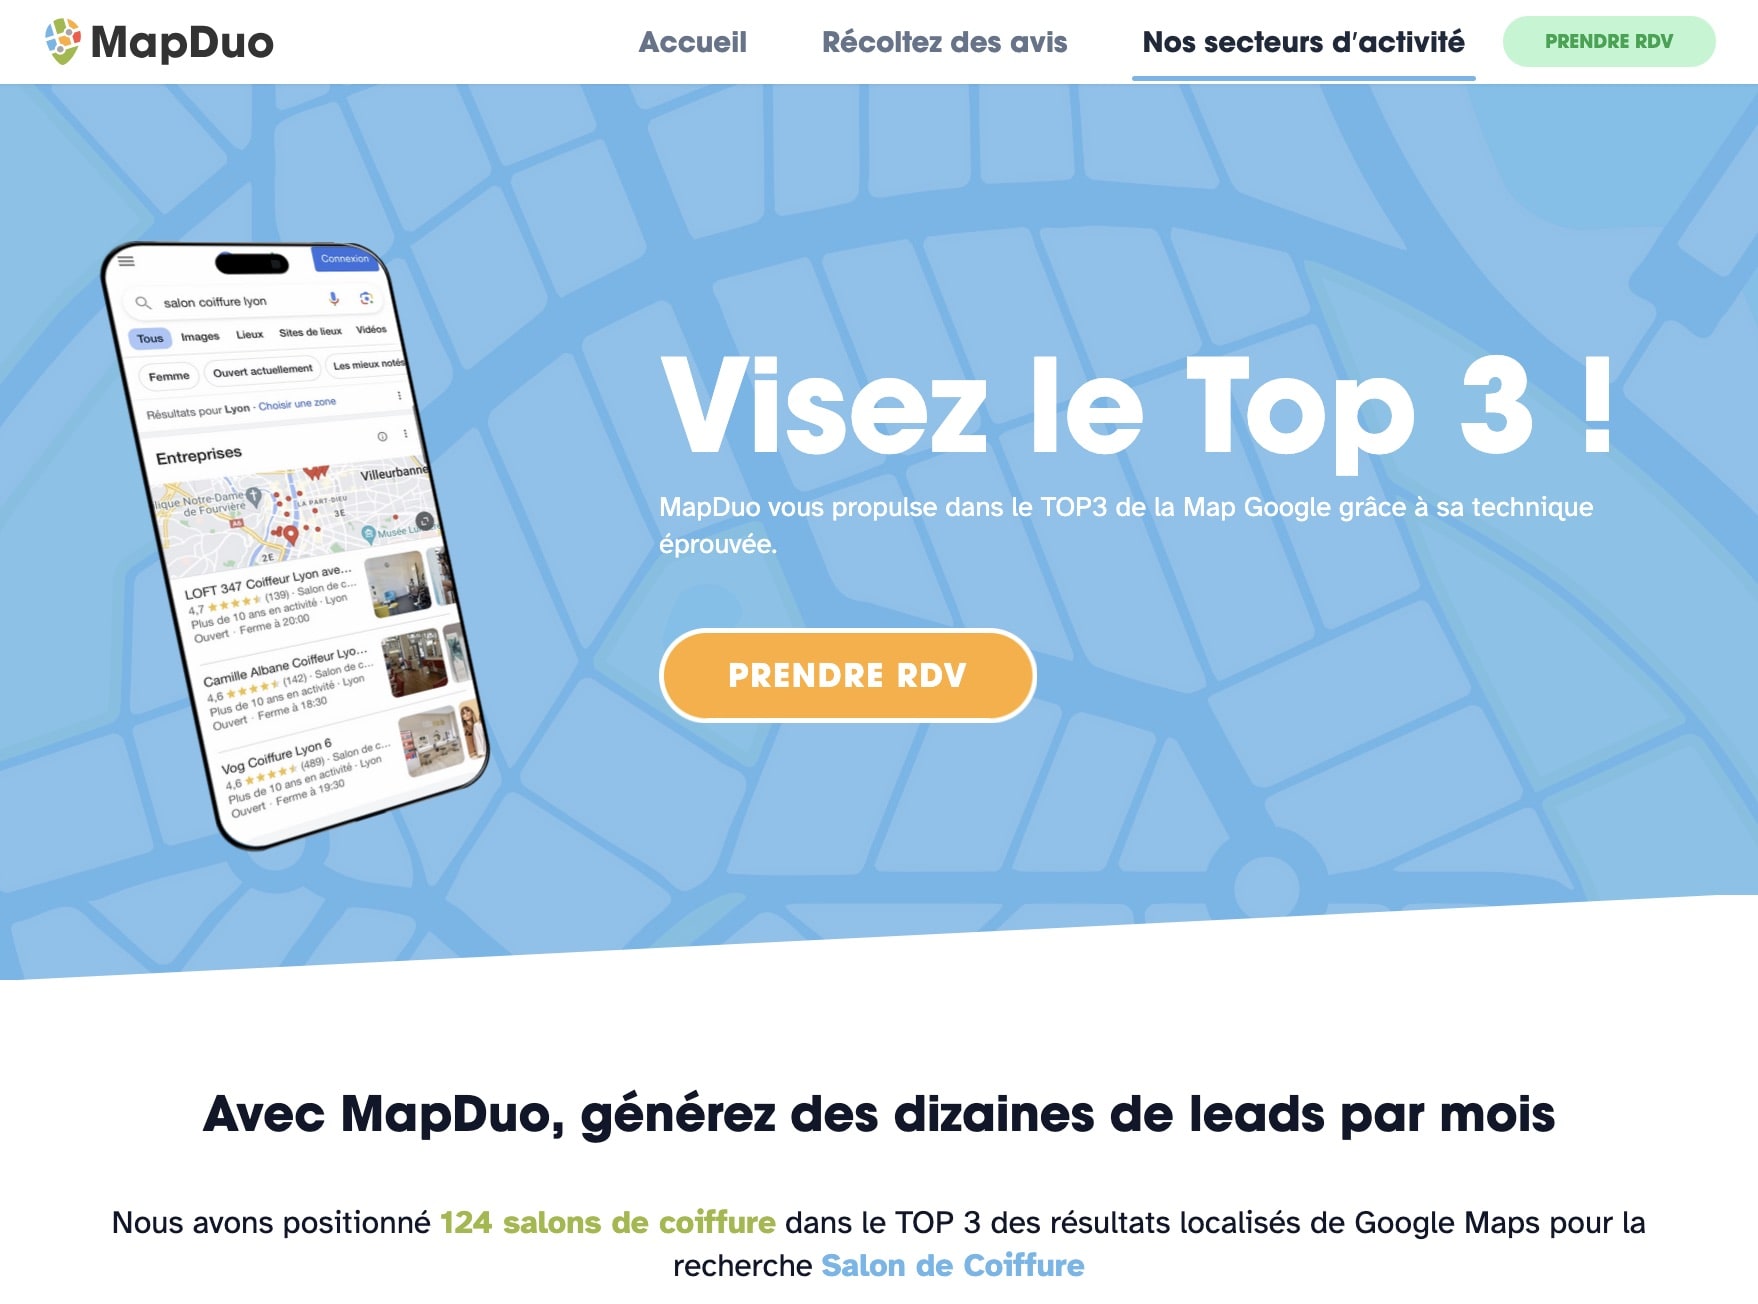 MapDuo
Accueil
Récoltez des avis
Nos secteurs d'activité
PRENDRE RDV
Connexion
salon coiffure lyon
Tous Images Lieux Sites de lieux Vidéos
Femme Ouvert actuellement Les mieux notés
Résultats pour Lyon · Choisir une zone
Entreprises
Villeurbanne
lique Notre-Dame
de Fourvière
LA PART-DIEU
A6
3E
Musée Lu
2E
LOFT 347 Coiffeur Lyon ave...
4,7 (139) · Salon de c...
Plus de 10 ans en activité · Lyon
Ouvert · Ferme à 20:00
Camille Albane Coiffeur Lyo...
4,6 (142) · Salon de c...
Plus de 10 ans en activité · Lyon
Ouvert · Ferme à 18:30
Vog Coiffure Lyon 6
4,6 (489) · Salon de c...
Plus de 10 ans en activité · Lyon
Ouvert · Ferme à 19:30
Visez le Top 3 !
MapDuo vous propulse dans le TOP3 de la Map Google grâce à sa technique
éprouvée.
PRENDRE RDV
Avec MapDuo, générez des dizaines de leads par mois
Nous avons positionné 124 salons de coiffure dans le TOP 3 des résultats localisés de Google Maps pour la
recherche Salon de Coiffure